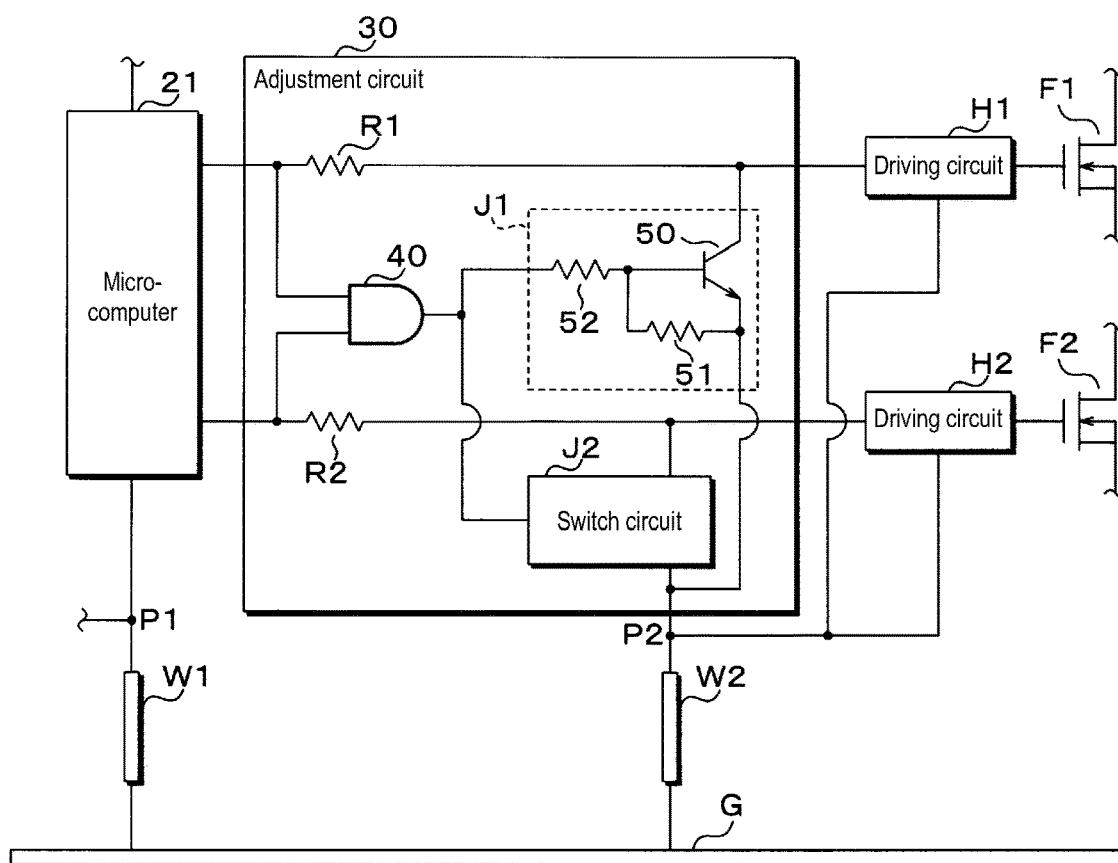 30
Adjustment circuit
21
R1
H1
F1
Driving circuit
J1
50
40
Micro-
computer
52
51
F2
H2
Driving circuit
R2
J2
Switch circuit
P1
P2
W1
W2
G